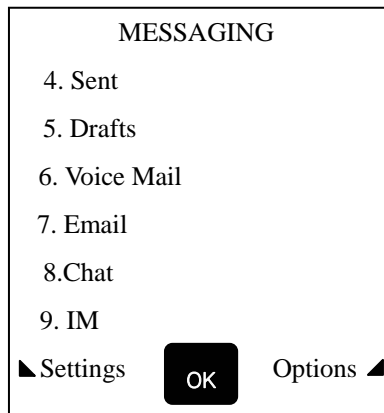 MESSAGING
4. Sent
5. Drafts
6. Voice Mail
7. Email
8.Chat
9. IM
Settings OK Options